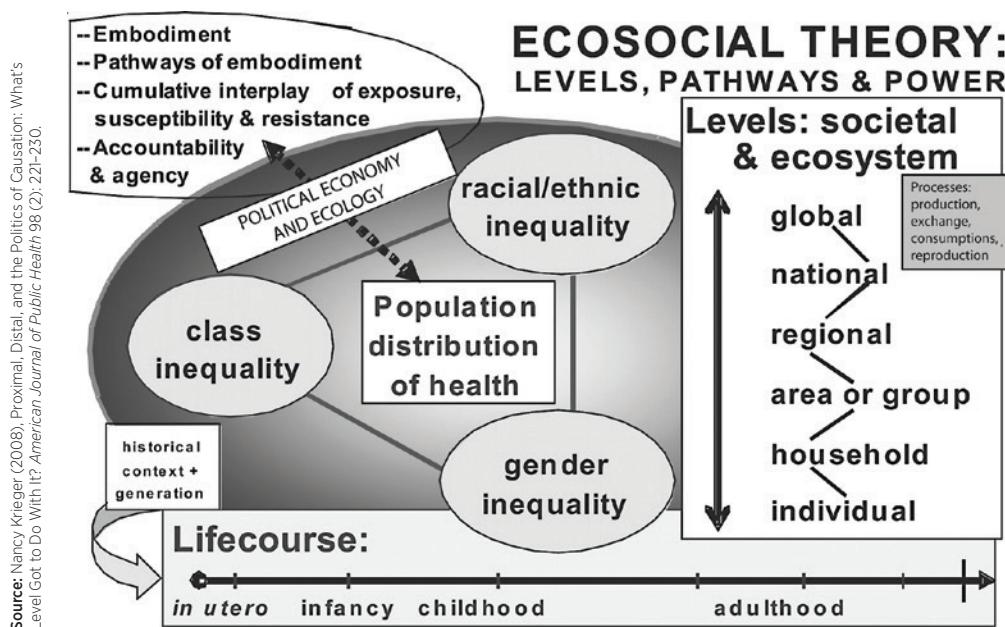 Source: Nancy Krieger (2008), Proximal, Distal, and the Politics of Causation: What's
Level Got to Do With It? American Journal of Public Health 98 (2): 221–230.
--Embodiment
--Pathways of embodiment
--Cumulative interplay of exposure,
susceptibility & resistance
--Accountability
& agency
ECOSOCIAL THEORY:
LEVELS, PATHWAYS & POWER
POLITICAL ECONOMY
AND ECOLOGY
racial/ethnic
inequality
class
inequality
Population
distribution
of health
gender
inequality
historical
context +
generation
Levels: societal
& ecosystem
Processes:
production,
exchange,
consumptions,
reproduction
global
national
regional
area or group
household
individual
Lifecourse:
in utero infancy childhood adulthood